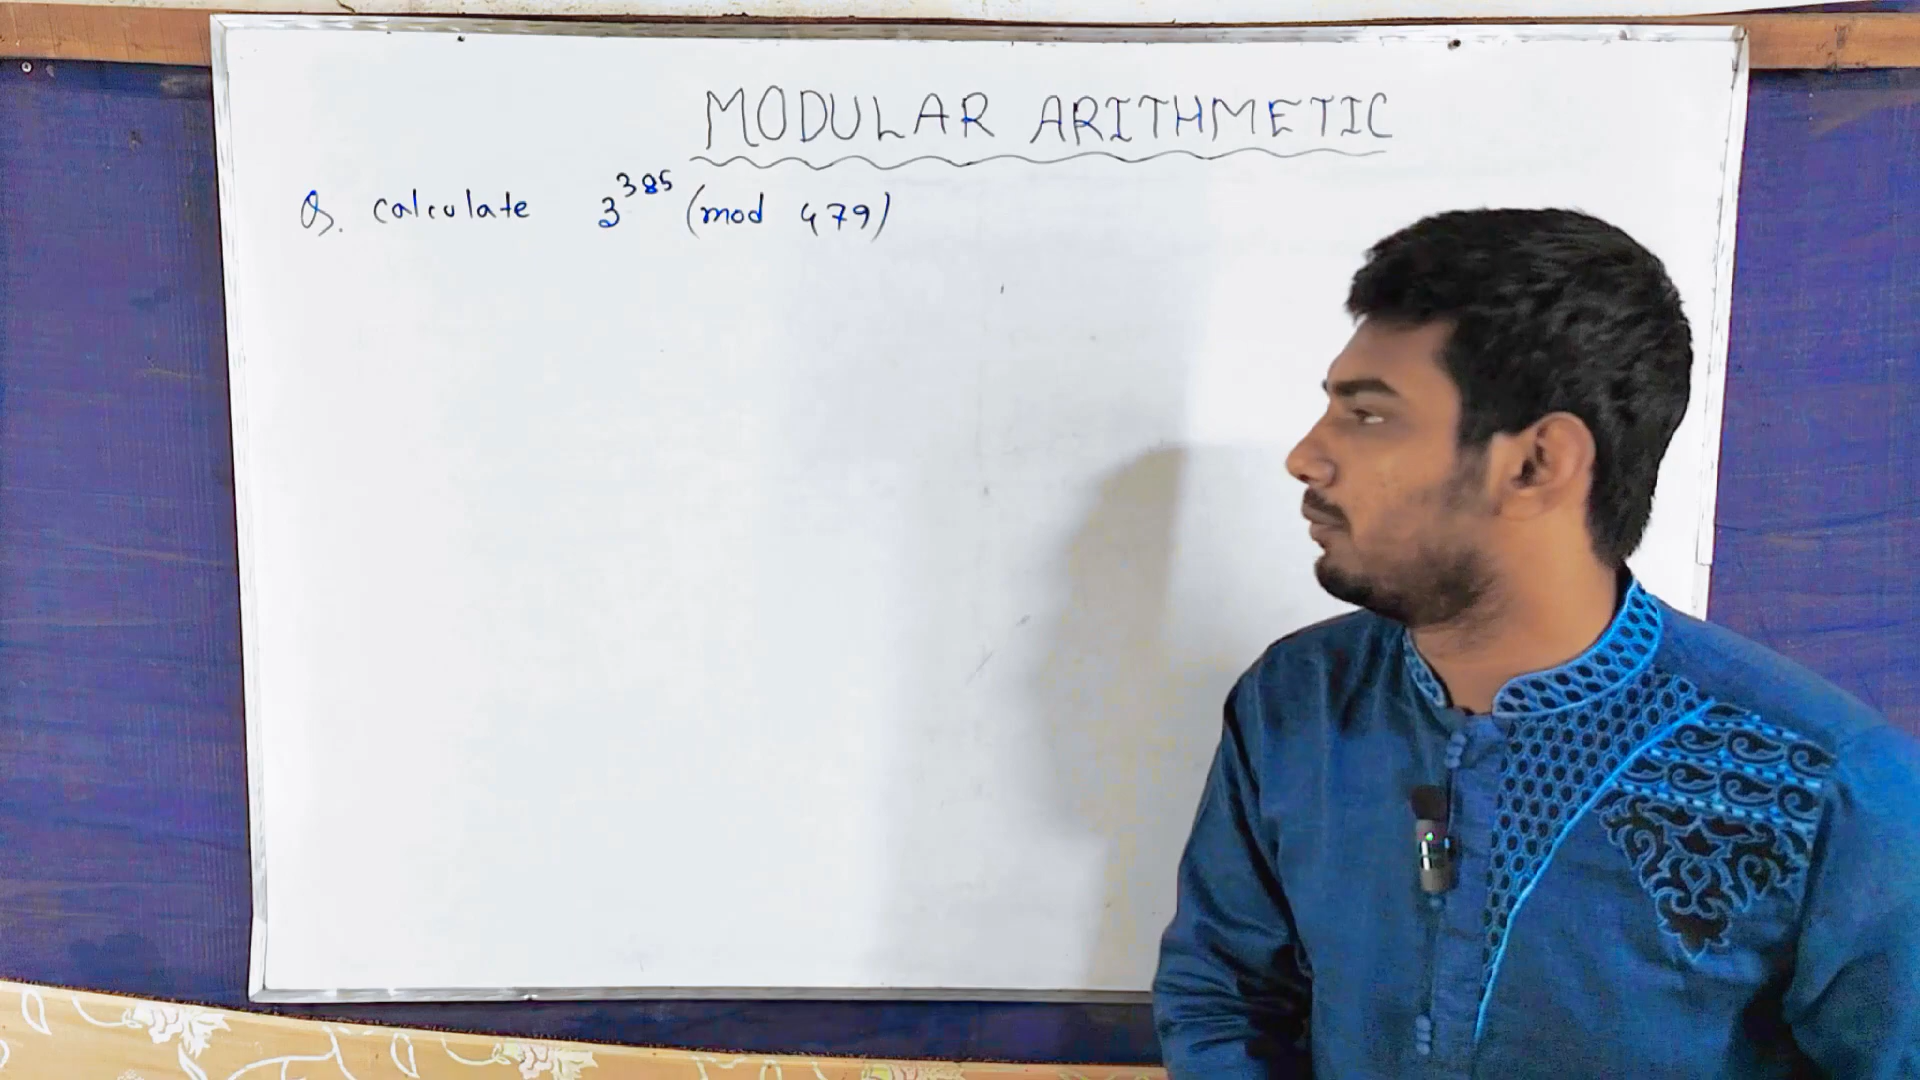 MODULAR ARITHMETIC
Q. calculate 3^385 (mod 479)